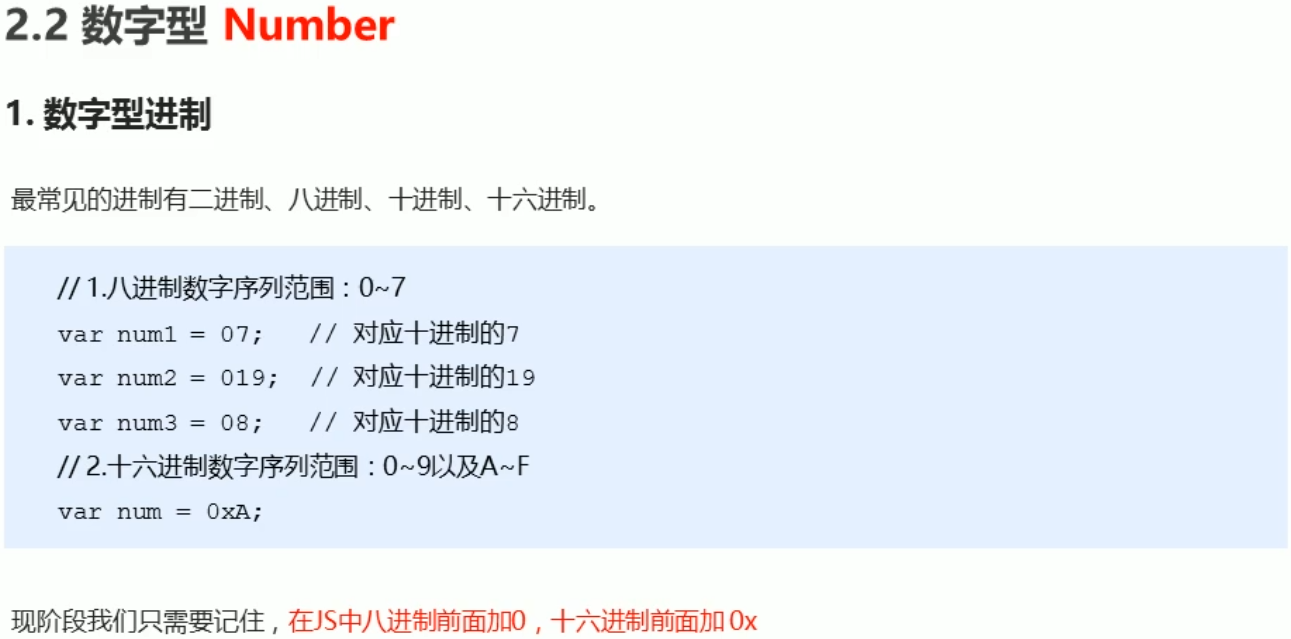 2.2 数字型 Number
1. 数字型进制
最常见的进制有二进制、八进制、十进制、十六进制。
// 1.八进制数字序列范围：0~7
var num1 = 07;   // 对应十进制的7
var num2 = 019;  // 对应十进制的19
var num3 = 08;   // 对应十进制的8
// 2.十六进制数字序列范围：0~9以及A~F
var num = 0xA;
现阶段我们只需要记住，在JS中八进制前面加0，十六进制前面加 0x